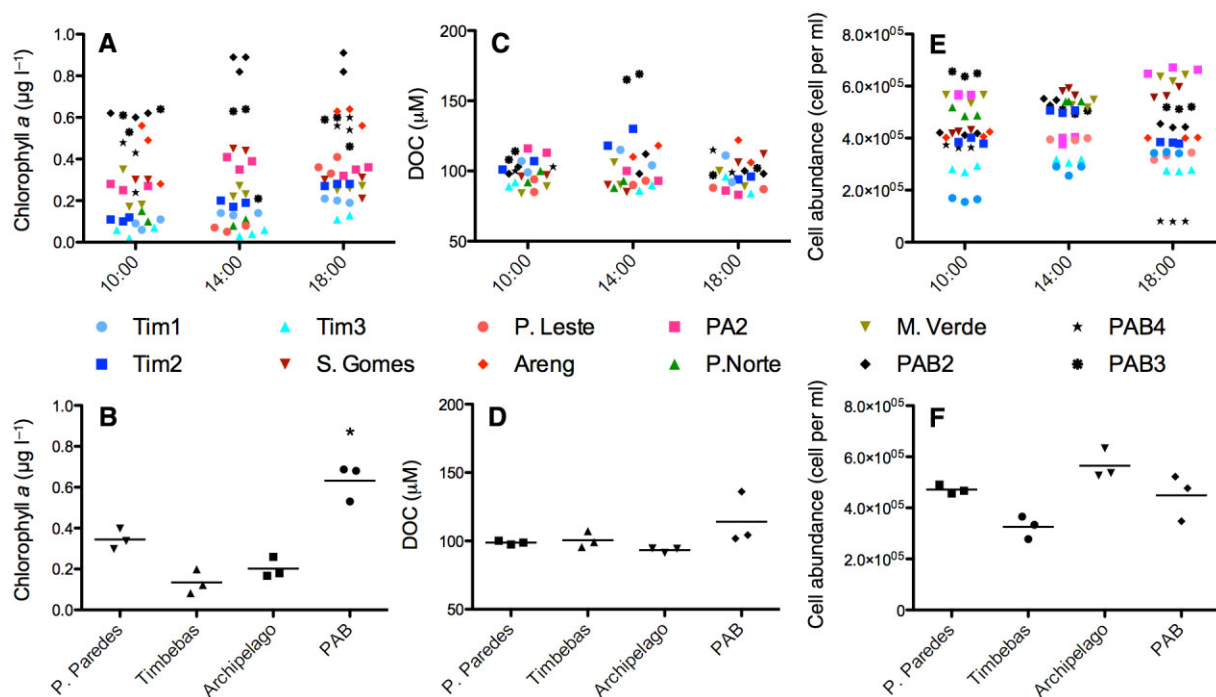 A
Chlorophyll a (µg l⁻¹)
1.0
0.8
0.6
0.4
0.2
0.0
10:00
14:00
18:00
C
DOC (µM)
200
150
100
50
10:00
14:00
18:00
E
Cell abundance (cell per ml)
8.0×10⁰⁵
6.0×10⁰⁵
4.0×10⁰⁵
2.0×10⁰⁵
0
10:00
14:00
18:00
Tim1
Tim3
P. Leste
PA2
M. Verde
PAB4
Tim2
S. Gomes
Areng
P.Norte
PAB2
PAB3
B
Chlorophyll a (µg l⁻¹)
1.0
0.8
0.6
0.4
0.2
0.0
*
P. Paredes
Timbebas
Archipelago
PAB
D
DOC (µM)
200
150
100
50
P. Paredes
Timbebas
Archipelago
PAB
F
Cell abundance (cell per ml)
8.0×10⁰⁵
6.0×10⁰⁵
4.0×10⁰⁵
2.0×10⁰⁵
0
P. Paredes
Timbebas
Archipelago
PAB